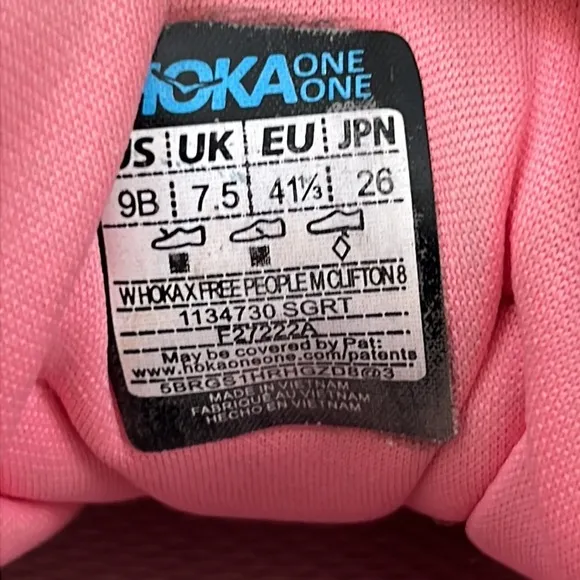 HOKA ONE ONE
US UK EU JPN
9B 7.5 41⅓ 26
W HOKA X FREE PEOPLE M CLIFTON 8
1134730 SGRT
F27222A
May be covered by Pat:
www.hokaoneone.com/patents
5BRGS1HRHGZD8@3
MADE IN VIETNAM
FABRIQUE AU VIETNAM
HECHO EN VIETNAM